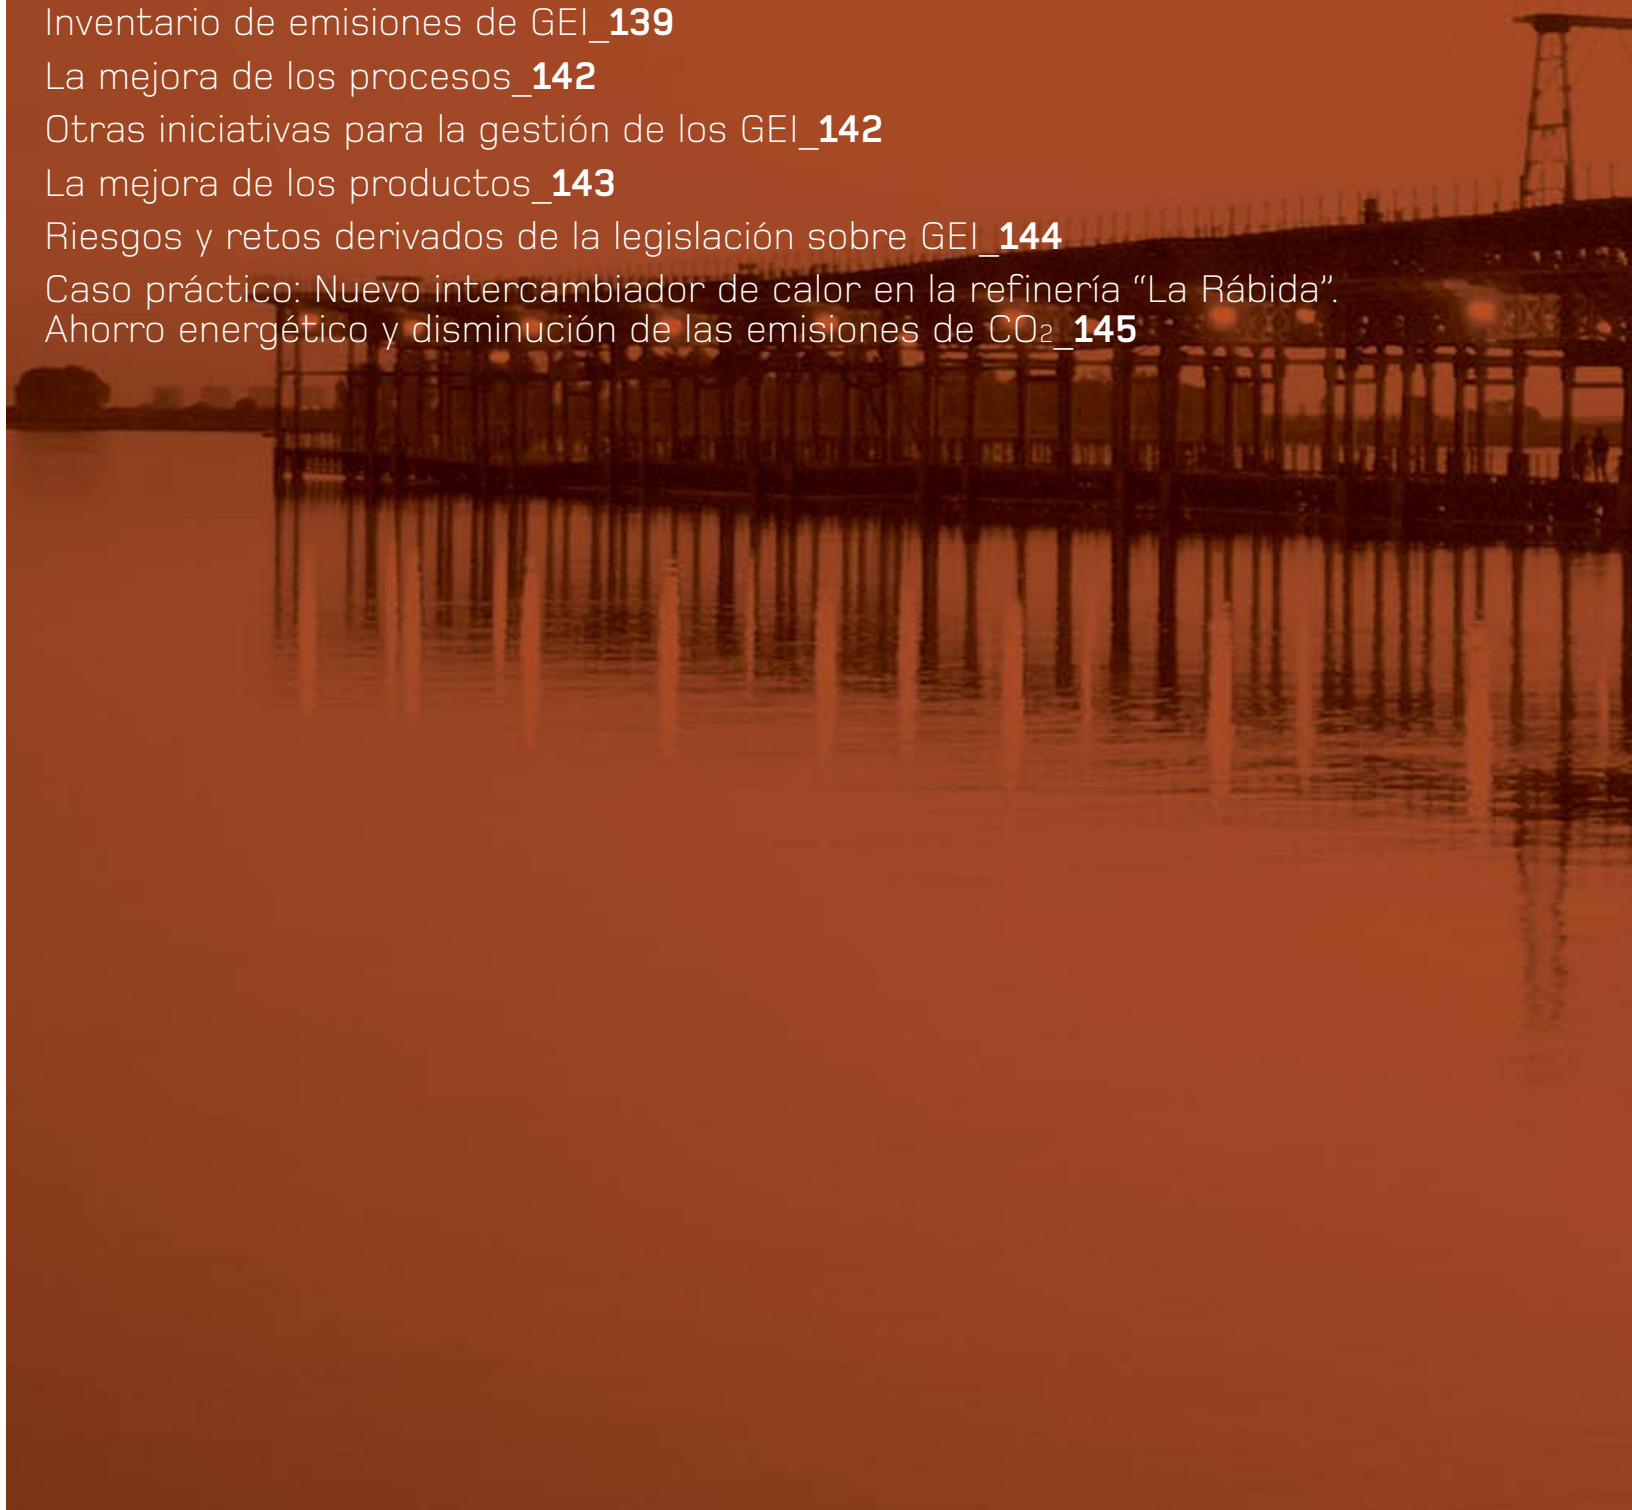 Inventario de emisiones de GEI_139
La mejora de los procesos_142
Otras iniciativas para la gestión de los GEI_142
La mejora de los productos_143
Riesgos y retos derivados de la legislación sobre GEI_144
Caso práctico: Nuevo intercambiador de calor en la refinería “La Rábida”.
Ahorro energético y disminución de las emisiones de CO₂_145